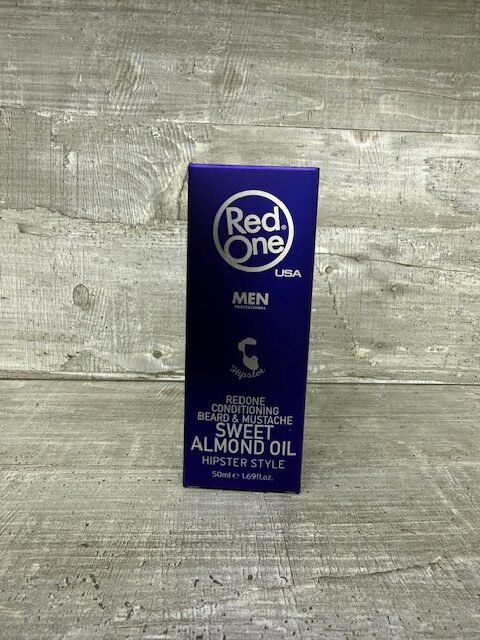 Red®
One
USA
MEN
PROFESSIONAL
Hipster
REDONE
CONDITIONING
BEARD & MUSTACHE
SWEET
ALMOND OIL
HIPSTER STYLE
50ml ℮ 1.69fl.oz.